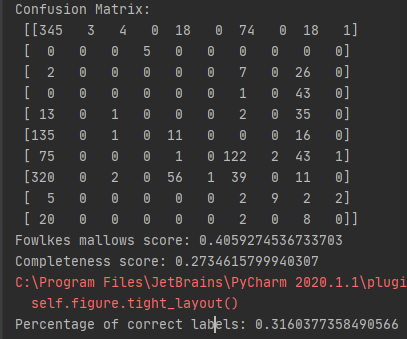 Confusion Matrix:
[[345 3 4 0 18 0 74 0 18 1]
[ 0 0 0 5 0 0 0 0 0 0]
[ 2 0 0 0 0 0 7 0 26 0]
[ 0 0 0 0 0 0 1 0 43 0]
[ 13 0 1 0 0 0 2 0 35 0]
[135 0 1 0 11 0 0 0 16 0]
[ 75 0 0 0 1 0 122 2 43 1]
[320 0 2 0 56 1 39 0 11 0]
[ 5 0 0 0 0 0 2 9 2 2]
[ 20 0 0 0 0 0 2 0 8 0]]
Fowlkes mallows score: 0.4059274536733703
Completeness score: 0.2734615799940307
C:\Program Files\JetBrains\PyCharm 2020.1.1\plugi
self.figure.tight_layout()
Percentage of correct labels: 0.3160377358490566